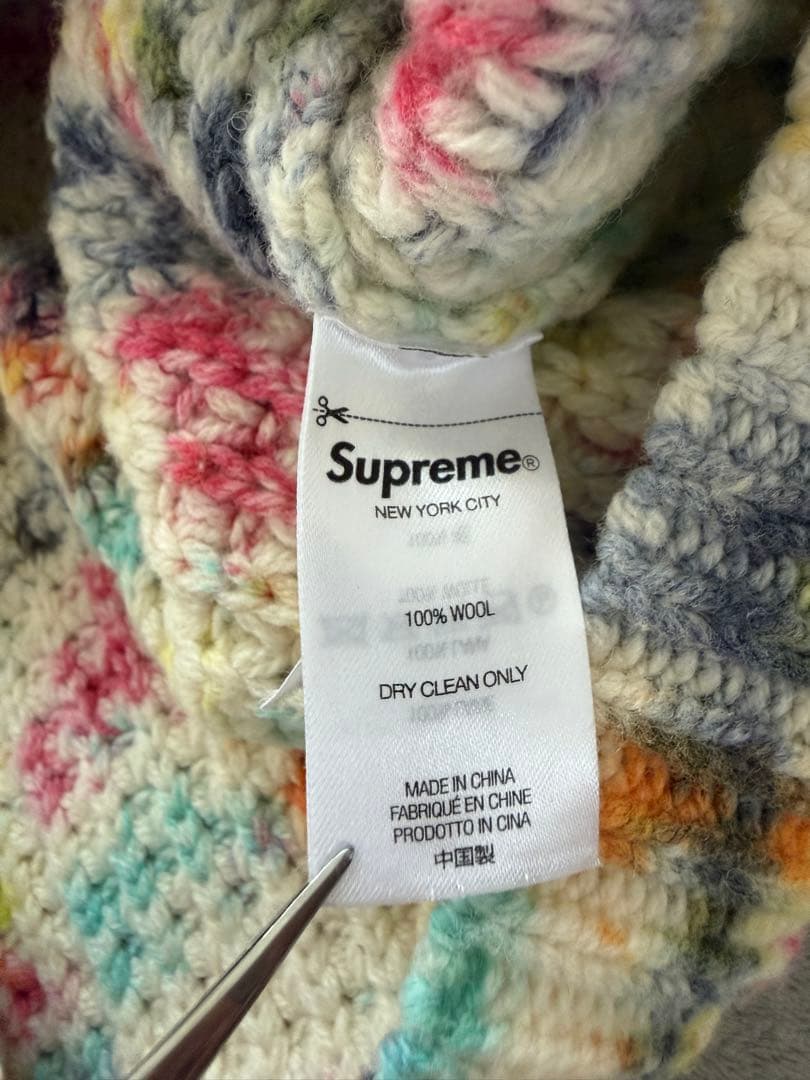 Supreme®
NEW YORK CITY
100% WOOL
DRY CLEAN ONLY
MADE IN CHINA
FABRIQUÉ EN CHINE
PRODOTTO IN CINA
中国製